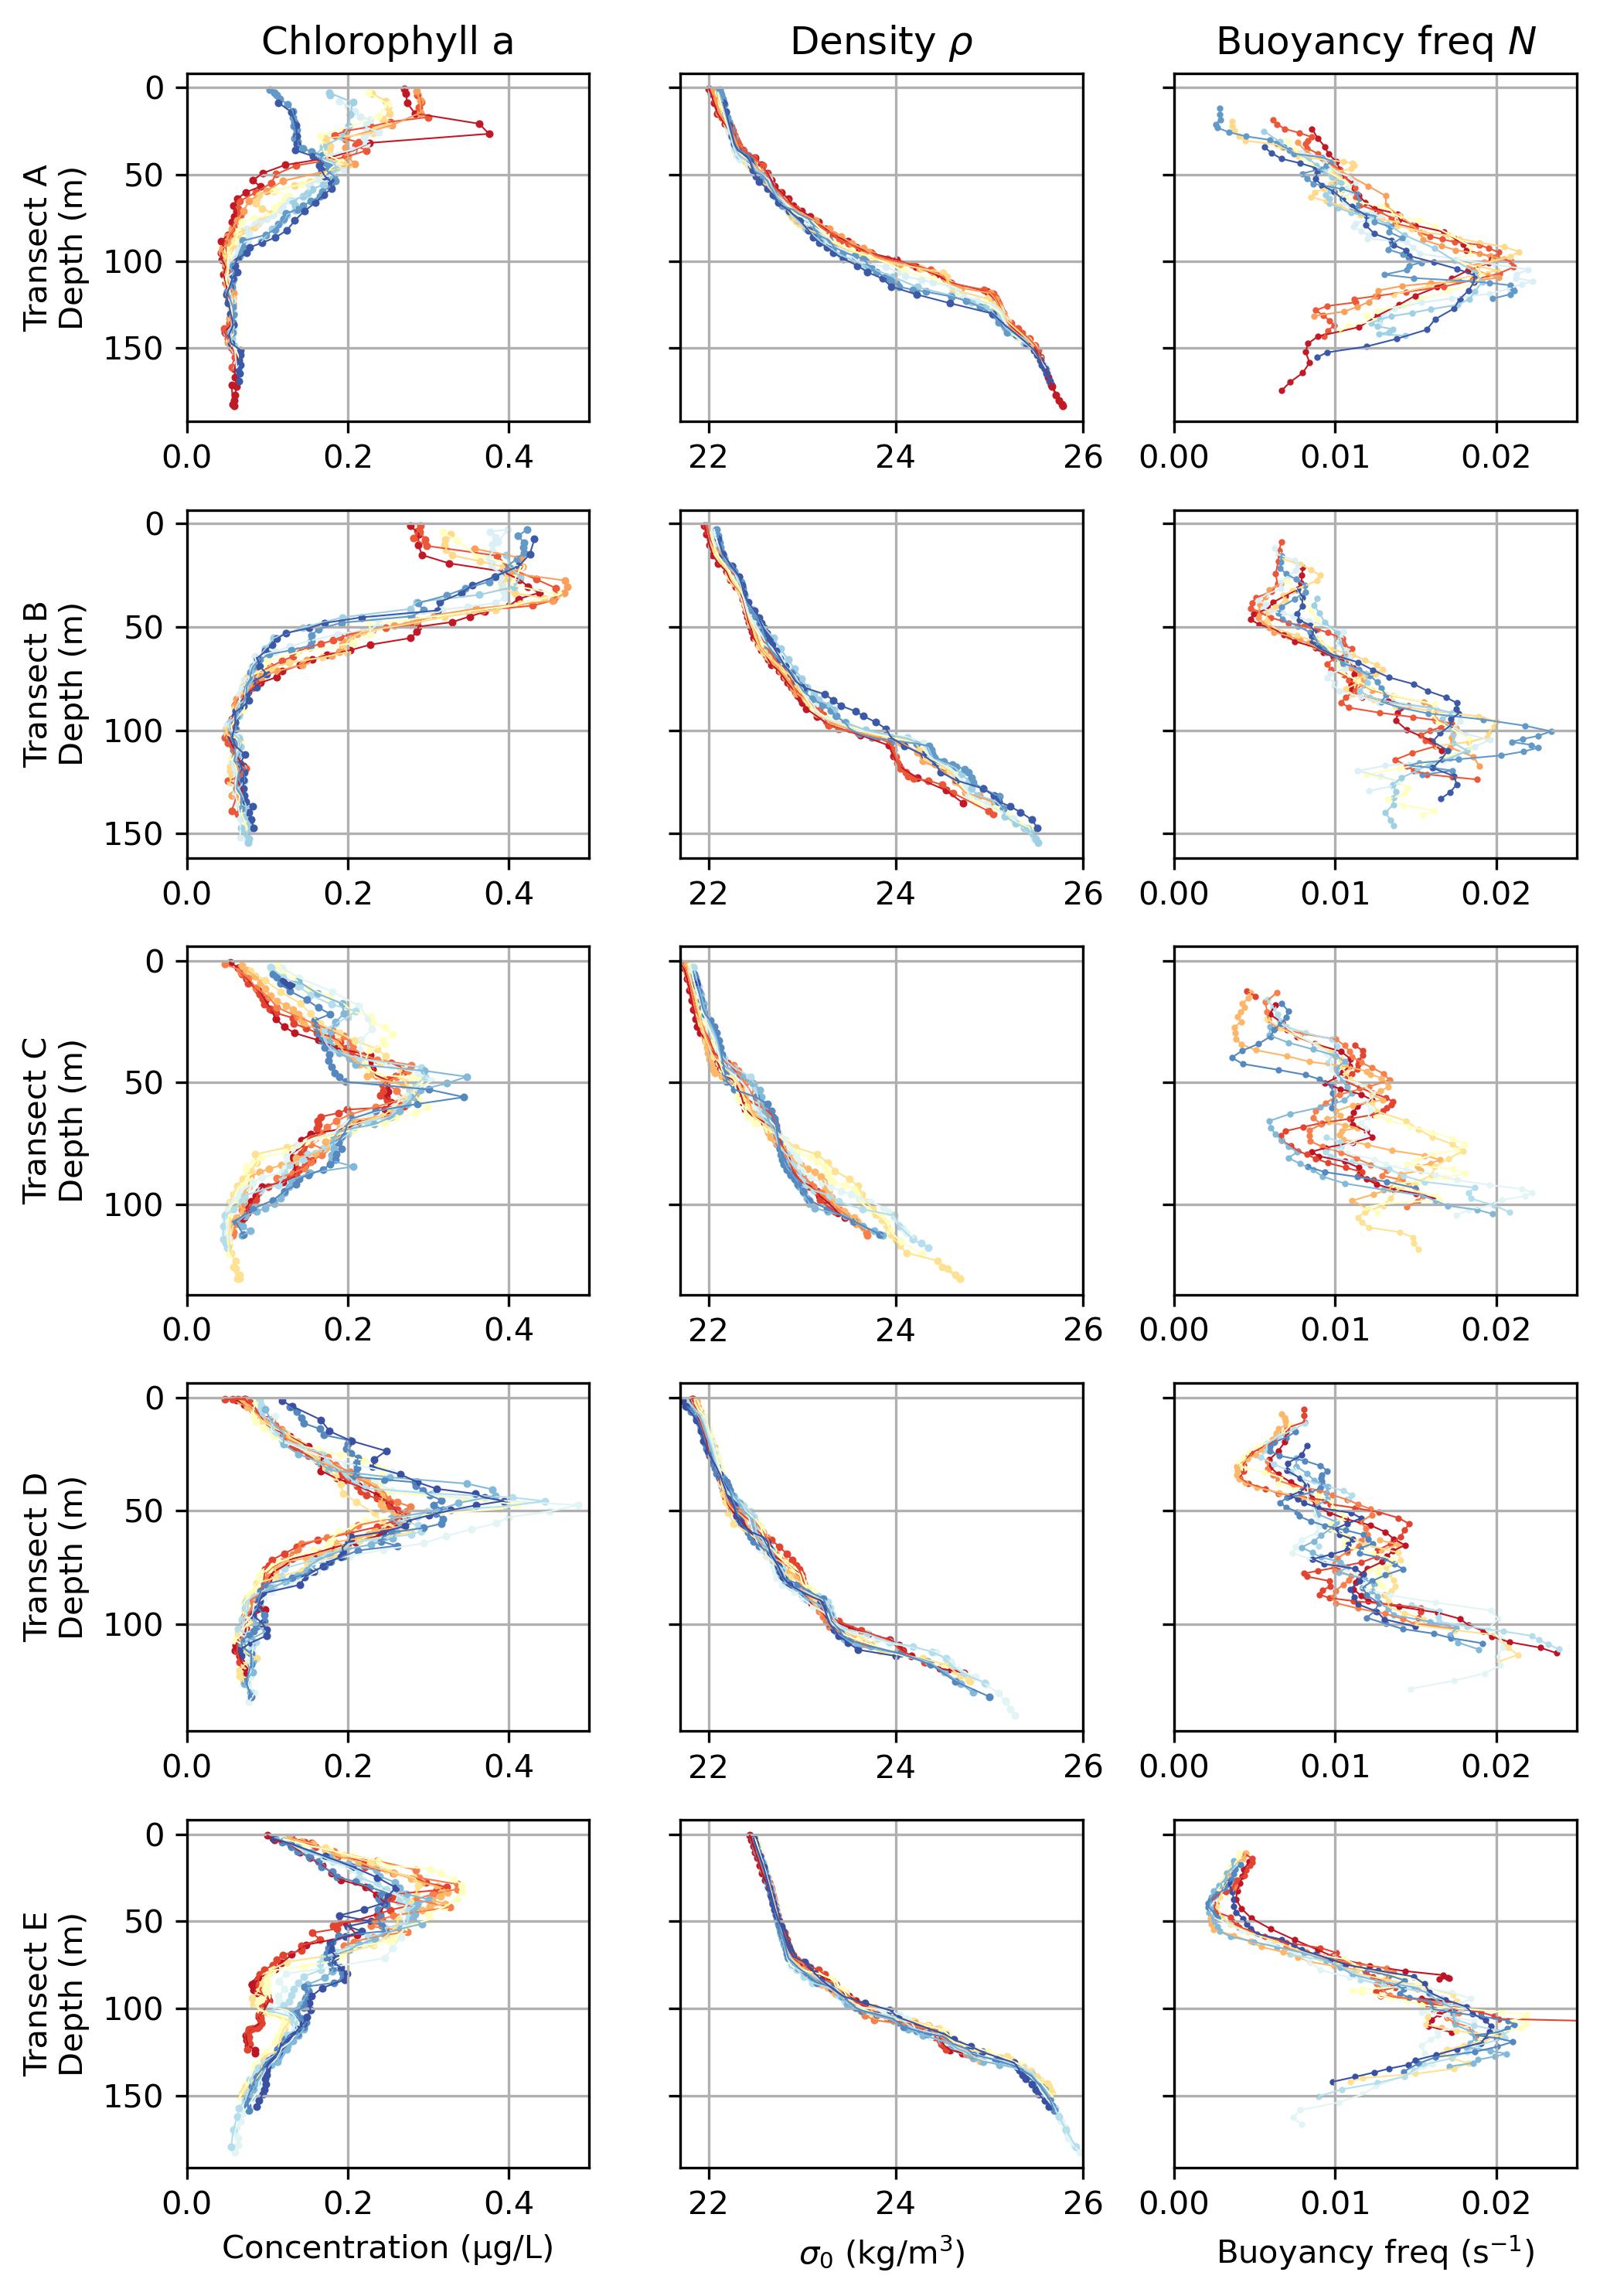 Chlorophyll a
Density ρ
Buoyancy freq N
Transect A
Depth (m)
0
50
100
150
0.0 0.2 0.4
22 24 26
0.00 0.01 0.02
Transect B
Depth (m)
0
50
100
150
0.0 0.2 0.4
22 24 26
0.00 0.01 0.02
Transect C
Depth (m)
0
50
100
0.0 0.2 0.4
22 24 26
0.00 0.01 0.02
Transect D
Depth (m)
0
50
100
0.0 0.2 0.4
22 24 26
0.00 0.01 0.02
Transect E
Depth (m)
0
50
100
150
0.0 0.2 0.4
22 24 26
0.00 0.01 0.02
Concentration (µg/L)
σ₀ (kg/m³)
Buoyancy freq (s⁻¹)